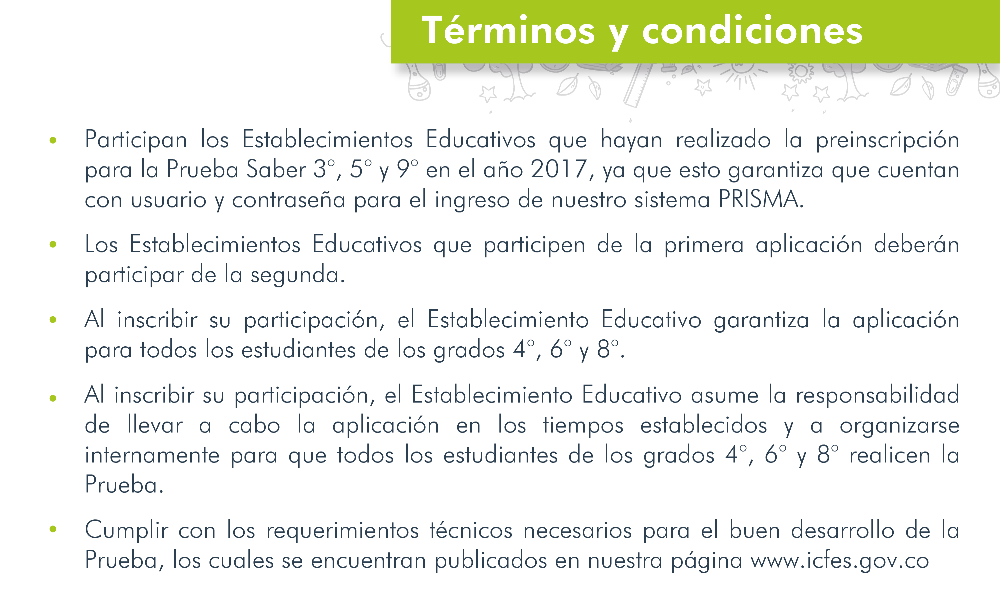 Términos y condiciones
• Participan los Establecimientos Educativos que hayan realizado la preinscripción
para la Prueba Saber 3°, 5° y 9° en el año 2017, ya que esto garantiza que cuentan
con usuario y contraseña para el ingreso de nuestro sistema PRISMA.
• Los Establecimientos Educativos que participen de la primera aplicación deberán
participar de la segunda.
• Al inscribir su participación, el Establecimiento Educativo garantiza la aplicación
para todos los estudiantes de los grados 4°, 6° y 8°.
• Al inscribir su participación, el Establecimiento Educativo asume la responsabilidad
de llevar a cabo la aplicación en los tiempos establecidos y a organizarse
internamente para que todos los estudiantes de los grados 4°, 6° y 8° realicen la
Prueba.
• Cumplir con los requerimientos técnicos necesarios para el buen desarrollo de la
Prueba, los cuales se encuentran publicados en nuestra página www.icfes.gov.co